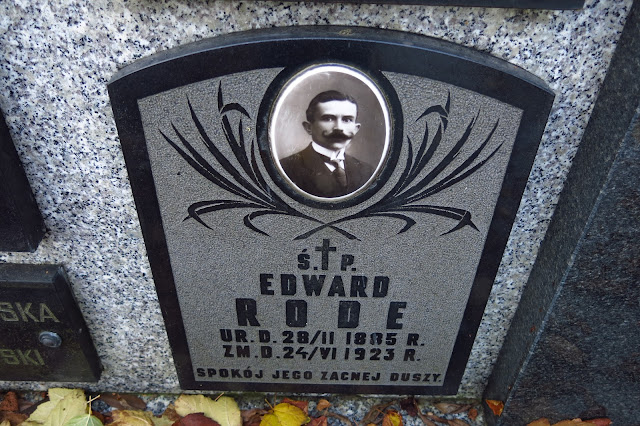 Ś. † P.
EDWARD
RODE
UR. D. 28/II 1885 R.
ZM. D. 24/VI 1923 R.
SPOKÓJ JEGO ZACNEJ DUSZY.
SKA
SKI